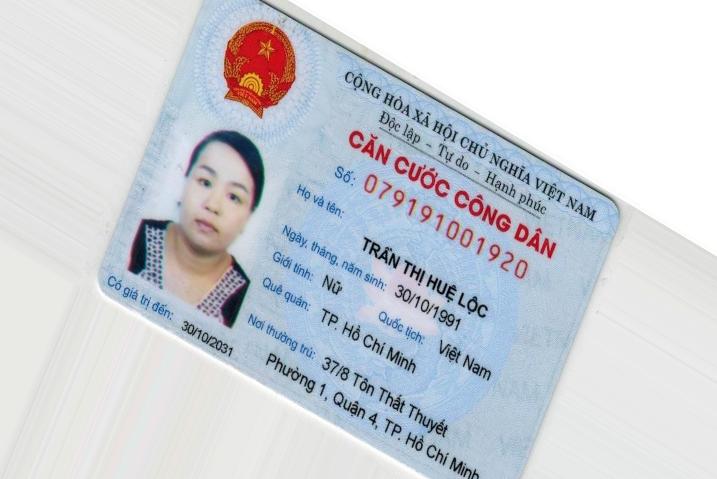 CỘNG HÒA XÃ HỘI CHỦ NGHĨA VIỆT NAM
Độc lập - Tự do - Hạnh phúc
CĂN CƯỚC CÔNG DÂN
Số: 079191001920
Họ và tên:
TRẦN THỊ HUỆ LỘC
Ngày, tháng, năm sinh: 30/10/1991
Giới tính: Nữ Quốc tịch: Việt Nam
Quê quán: TP. Hồ Chí Minh
Nơi thường trú: 37/8 Tôn Thất Thuyết
Phường 1, Quận 4, TP. Hồ Chí Minh
Có giá trị đến: 30/10/2031